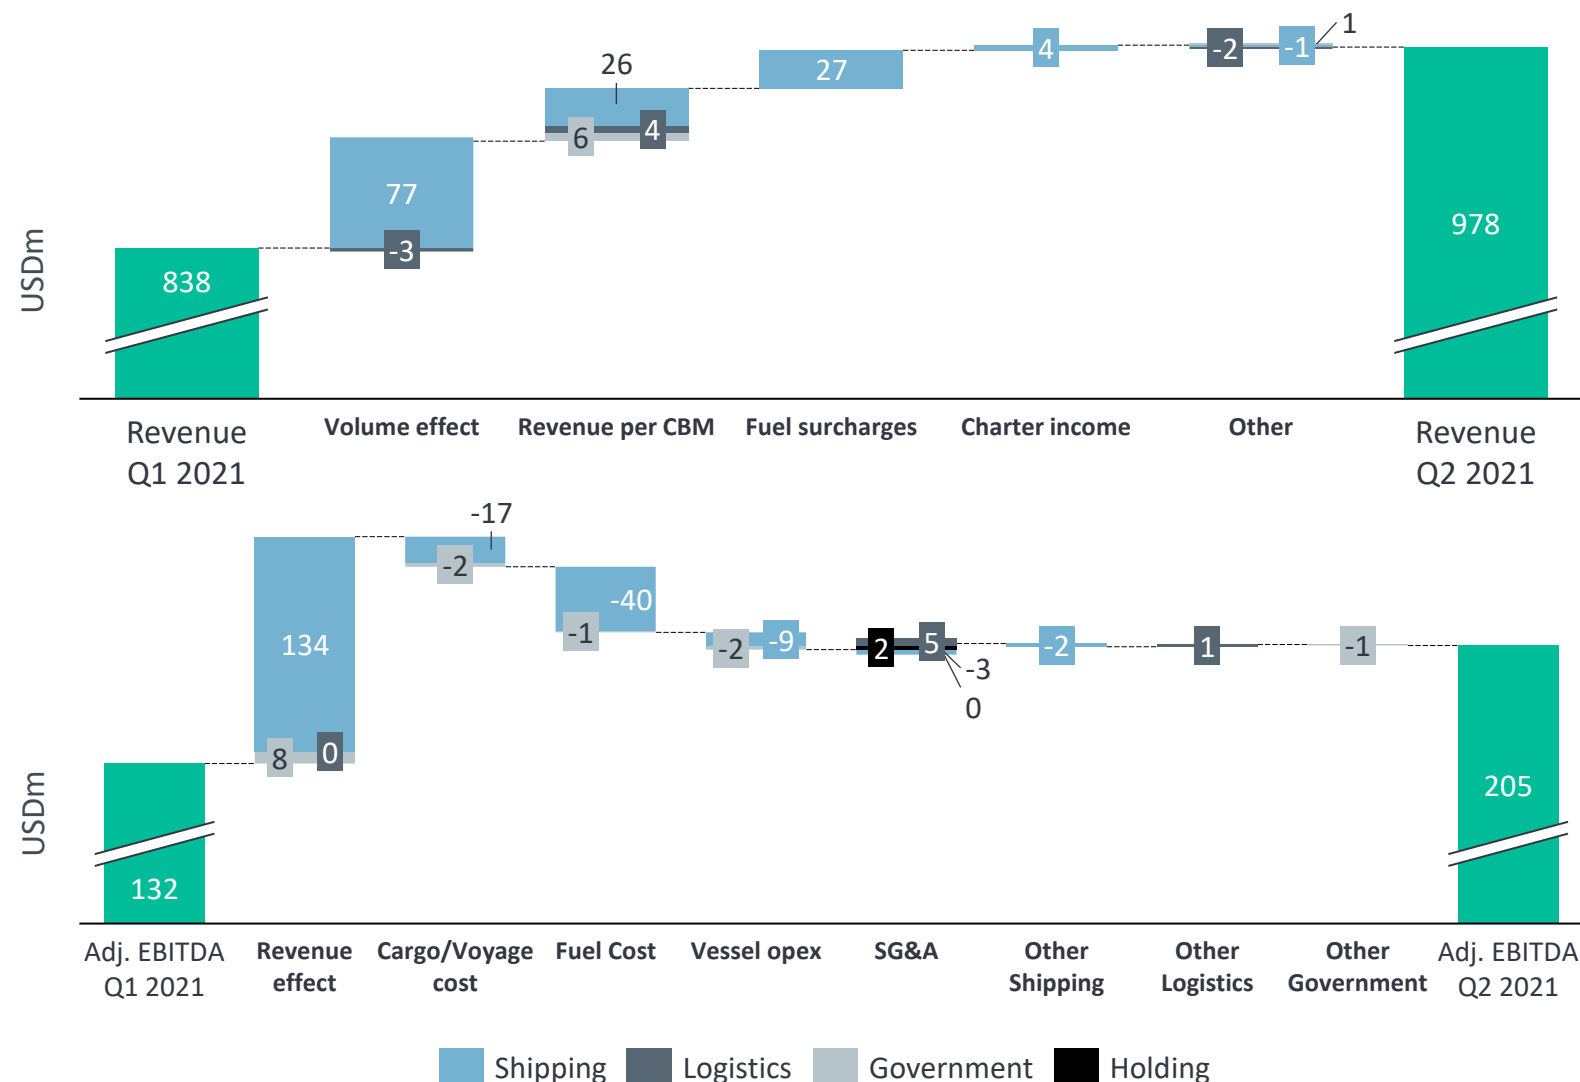 26
27
4
-2
-1
1
6
4
77
-3
838
978
USDm
Revenue
Q1 2021
Volume effect
Revenue per CBM
Fuel surcharges
Charter income
Other
Revenue
Q2 2021
-17
-2
-40
-1
134
8
0
-2
-9
2
5
-3
0
-2
1
-1
205
132
USDm
Adj. EBITDA
Q1 2021
Revenue
effect
Cargo/Voyage
cost
Fuel Cost
Vessel opex
SG&A
Other
Shipping
Other
Logistics
Other
Government
Adj. EBITDA
Q2 2021
Shipping
Logistics
Government
Holding